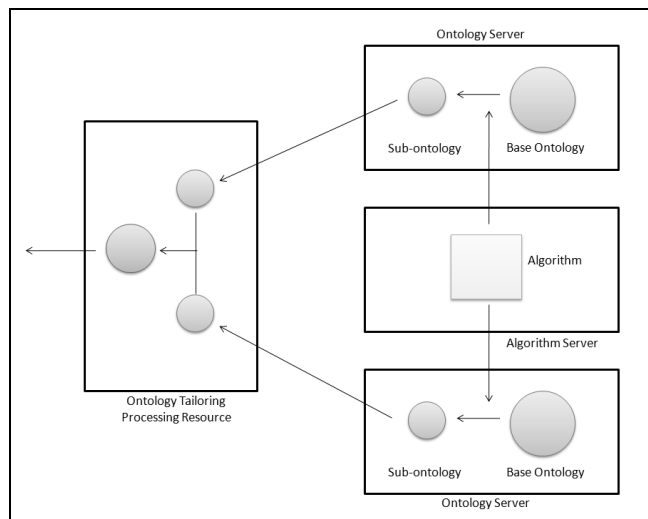 Ontology Server
Sub-ontology
Base Ontology
Algorithm
Algorithm Server
Ontology Tailoring
Processing Resource
Sub-ontology
Base Ontology
Ontology Server